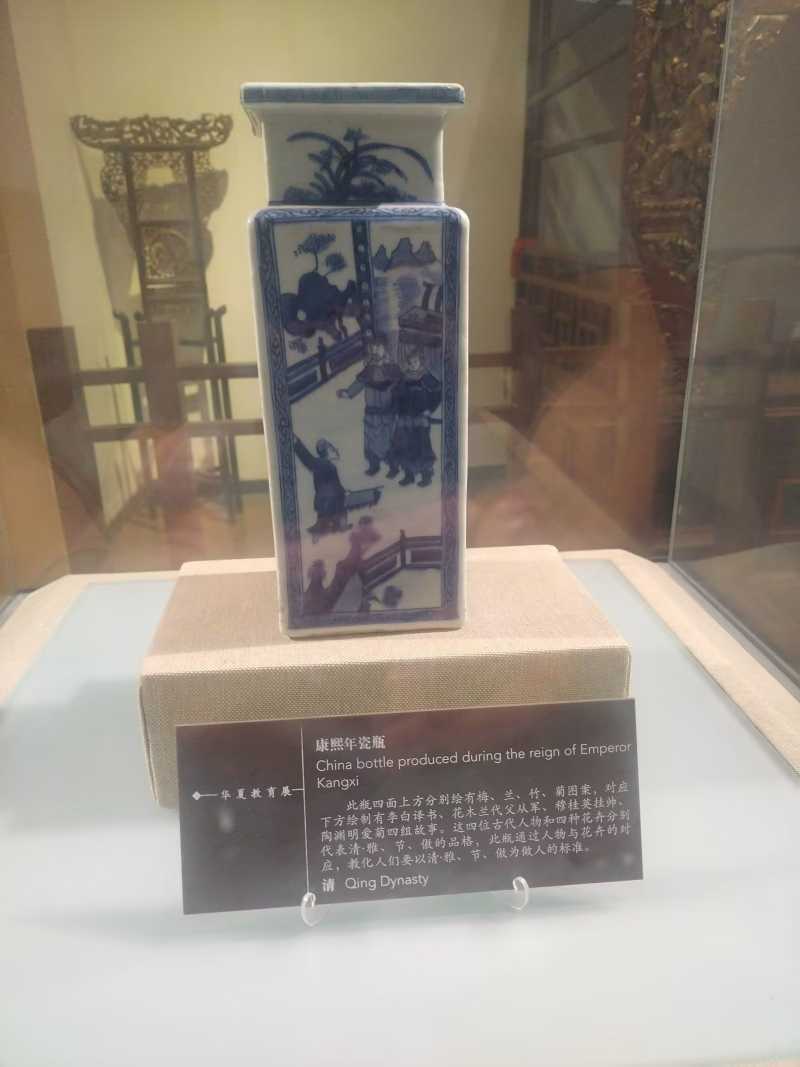 康熙年瓷瓶
China bottle produced during the reign of Emperor
Kangxi
华夏教育展
此瓶四面上方分别绘有梅、兰、竹、菊图案，对应
下方绘制有李白译书、花木兰代父从军、穆桂英挂帅、
陶渊明爱菊四组故事。这四位古代人物和四种花卉分别
代表清·雅、节、傲的品格，此瓶通过人物与花卉的对
应，教化人们要以清·雅、节、傲为做人的标准。
请 Qing Dynasty